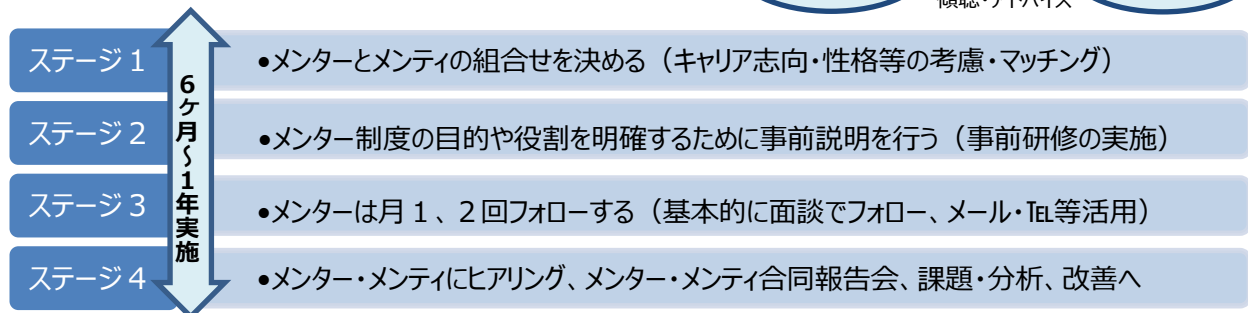 傾聴・アドバイス
ステージ1
●メンターとメンティの組合せを決める（キャリア志向・性格等の考慮・マッチング）
ステージ2
●メンター制度の目的や役割を明確するために事前説明を行う（事前研修の実施）
ステージ3
●メンターは月1、2回フォローする（基本的に面談でフォロー、メール・℡等活用）
ステージ4
●メンター・メンティにヒアリング、メンター・メンティ合同報告会、課題・分析、改善へ
6ヶ月～1年実施